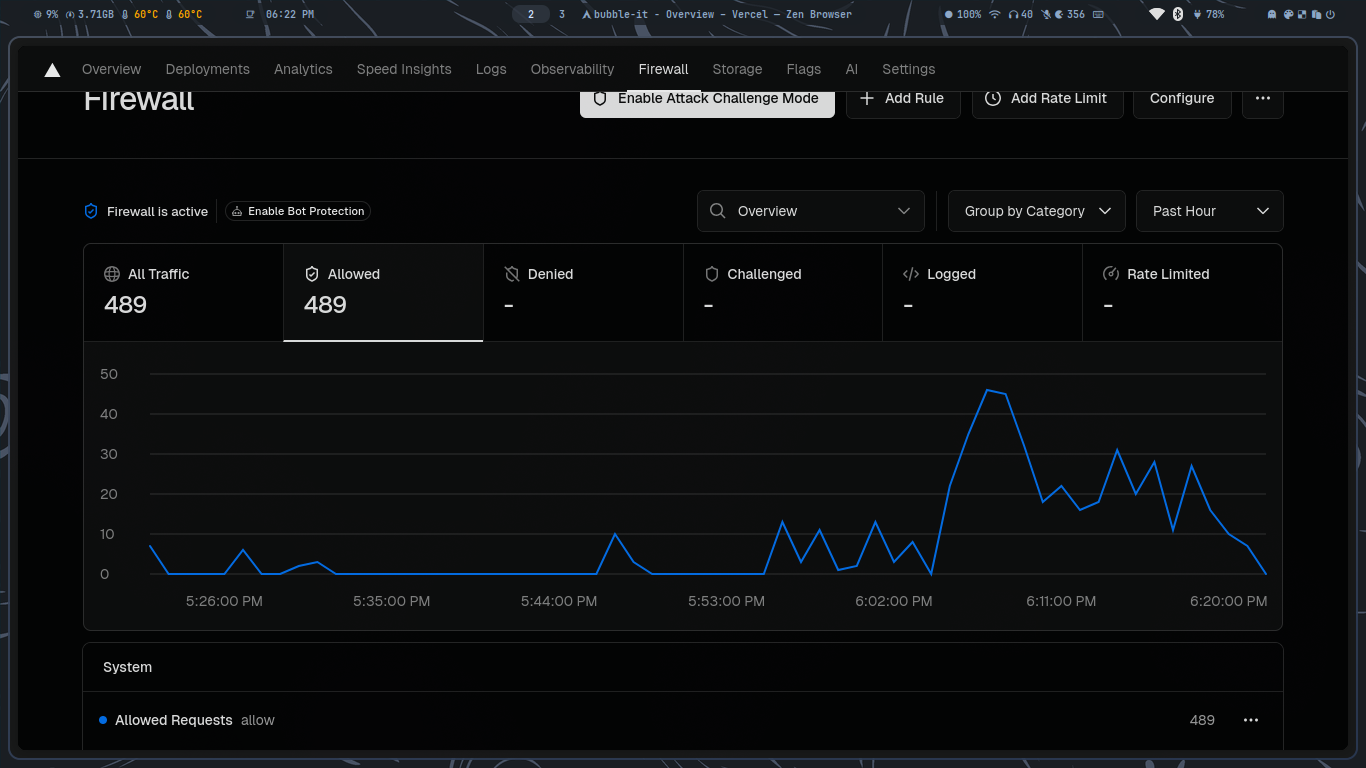 9% 3.71GB 60°C 60°C 06:22 PM 2 3 bubble-it - Overview – Vercel — Zen Browser 100% 40 356 78%
Overview Deployments Analytics Speed Insights Logs Observability Firewall Storage Flags AI Settings
Firewall Enable Attack Challenge Mode Add Rule Add Rate Limit Configure
Firewall is active Enable Bot Protection Overview Group by Category Past Hour
All Traffic Allowed Denied Challenged Logged Rate Limited
489 489 - - - -
50
40
30
20
10
0
5:26:00 PM 5:35:00 PM 5:44:00 PM 5:53:00 PM 6:02:00 PM 6:11:00 PM 6:20:00 PM
System
Allowed Requests allow 489